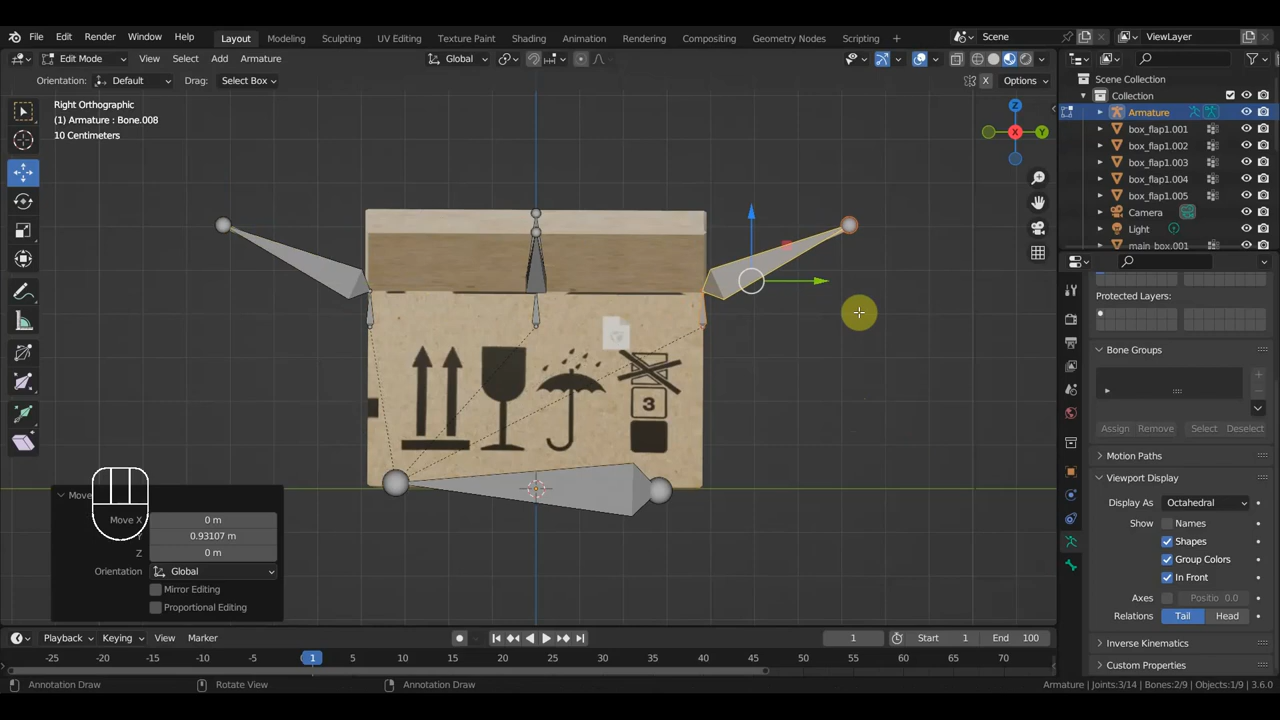 File Edit Render Window Help Layout Modeling Sculpting UV Editing Texture Paint Shading Animation Rendering Compositing Geometry Nodes Scripting + Scene ViewLayer
Edit Mode View Select Add Armature Global
Orientation: Default Drag: Select Box X Options
Scene Collection
Collection
Armature
box_flap1.001
box_flap1.002
box_flap1.003
box_flap1.004
box_flap1.005
Camera
Light
main_box.001
Right Orthographic
(1) Armature : Bone.008
10 Centimeters
Z
Y
X
3
Protected Layers:
Bone Groups
Assign Remove Select Deselect
Motion Paths
Viewport Display
Display As Octahedral
Show Names
Shapes
Group Colors
In Front
Axes Positio 0.0
Relations Tail Head
Inverse Kinematics
Custom Properties
Move
Move X 0 m
Y 0.93107 m
Z 0 m
Orientation Global
Mirror Editing
Proportional Editing
Playback Keying View Marker 1 Start 1 End 100
-25 -20 -15 -10 -5 1 5 10 15 20 25 30 35 40 45 50 55 60 65 70
Annotation Draw Rotate View Annotation Draw Armature | Joints:3/14 | Bones:2/9 | Objects:1/9 | 3.6.0